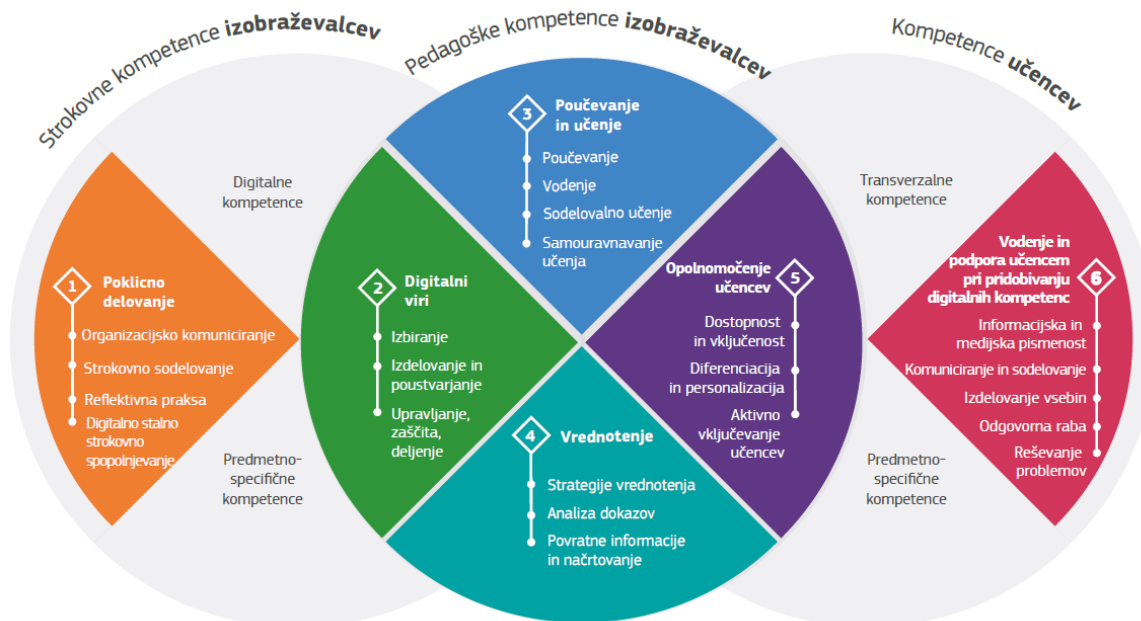 Strokovne kompetence izobraževalcev
Pedagoške kompetence izobraževalcev
Kompetence učencev
Digitalne
kompetence
Predmetno-
specifične
kompetence
Transverzalne
kompetence
Predmetno-
specifične
kompetence
1
Poklicno
delovanje
Organizacijsko komuniciranje
Strokovno sodelovanje
Reflektivna praksa
Digitalno stalno
strokovno
spopolnjevanje
2
Digitalni
viri
Izbiranje
Izdelovanje in
poustvarjanje
Upravljanje,
zaščita,
deljenje
3
Poučevanje
in učenje
Poučevanje
Vodenje
Sodelovalno učenje
Samouravnavanje
učenja
4
Vrednotenje
Strategije vrednotenja
Analiza dokazov
Povratne informacije
in načrtovanje
Opolnomočenje
učencev
5
Dostopnost
in vključenost
Diferenciacija
in personalizacija
Aktivno
vključevanje
učencev
Vodenje in
podpora učencem
pri pridobivanju
digitalnih kompetenc
6
Informacijska in
medijska pismenost
Komuniciranje in sodelovanje
Izdelovanje vsebin
Odgovorna raba
Reševanje
problemov